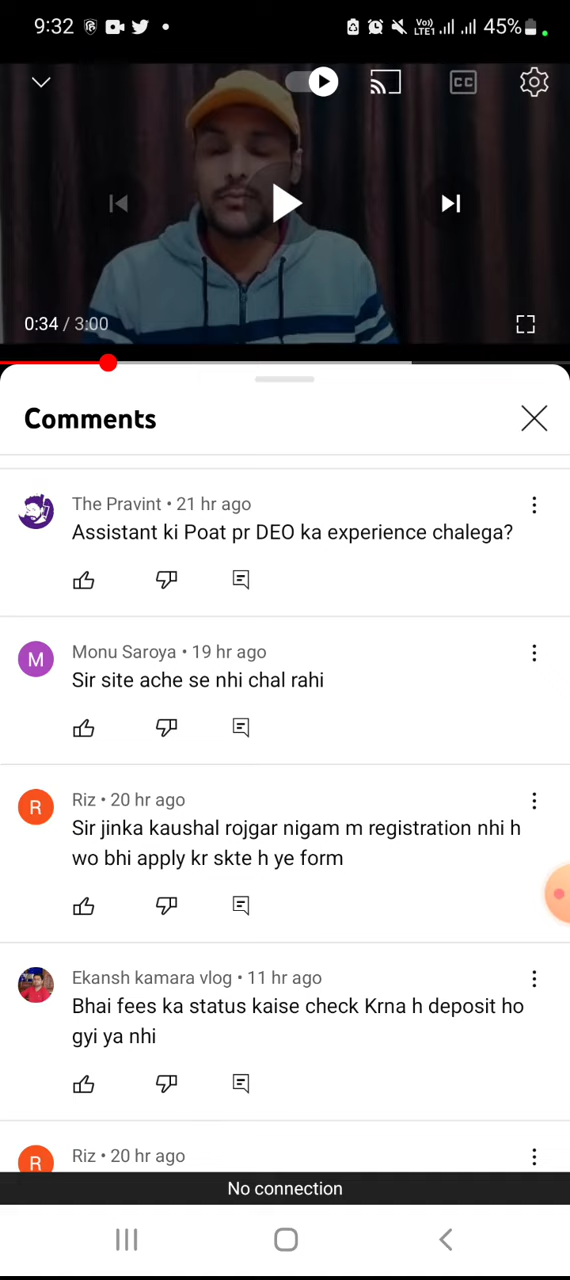 9:32
Vo))
LTE1
45%
CC
0:34 / 3:00
Comments
The Pravint • 21 hr ago
Assistant ki Poat pr DEO ka experience chalega?
M
Monu Saroya • 19 hr ago
Sir site ache se nhi chal rahi
R
Riz • 20 hr ago
Sir jinka kaushal rojgar nigam m registration nhi h
wo bhi apply kr skte h ye form
Ekansh kamara vlog • 11 hr ago
Bhai fees ka status kaise check Krna h deposit ho
gyi ya nhi
R
Riz • 20 hr ago
No connection